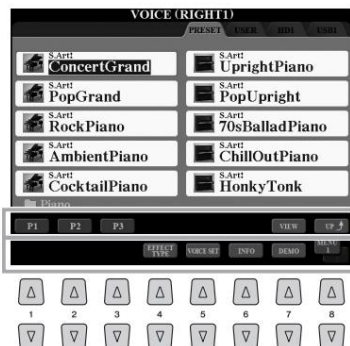 VOICE (RIGHT1)
PRESET USER HD1 USB1
S.Art! S.Art!
ConcertGrand UprightPiano
S.Art! S.Art!
PopGrand PopUpright
S.Art! S.Art!
RockPiano 70sBalladPiano
S.Art! S.Art!
AmbientPiano ChillOutPiano
S.Art! S.Art!
CocktailPiano HonkyTonk
Piano
P1 P2 P3 VIEW UP
EFFECT TYPE VOICE SET INFO DEMO MENU 1
1 2 3 4 5 6 7 8